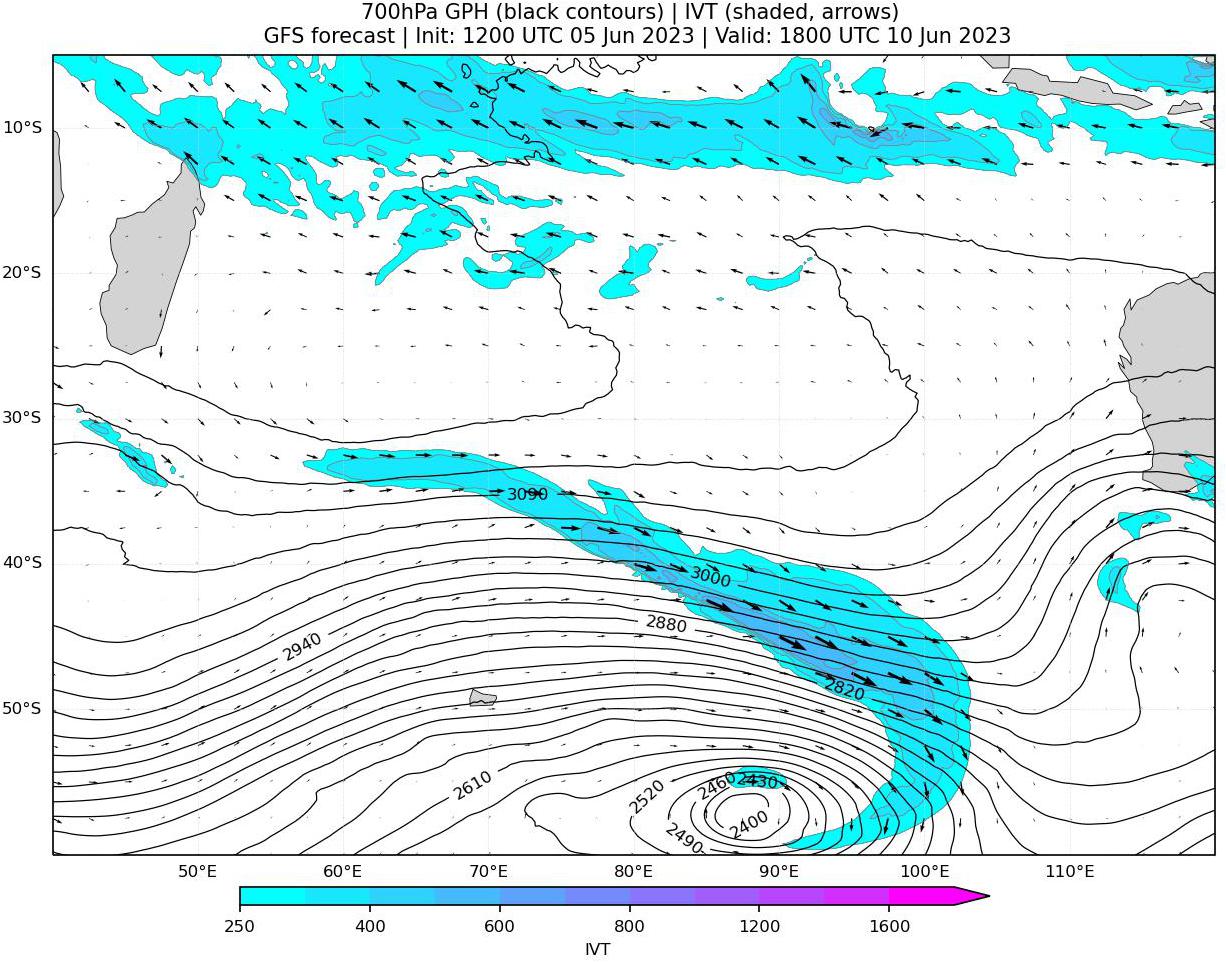 700hPa GPH (black contours) | IVT (shaded, arrows)
GFS forecast | Init: 1200 UTC 05 Jun 2023 | Valid: 1800 UTC 10 Jun 2023
10°S
20°S
30°S
3090
40°S
3000
2880
2940
2820
50°S
2610
2520
2460
2430
2400
2490
50°E 60°E 70°E 80°E 90°E 100°E 110°E
250 400 600 800 1200 1600
IVT